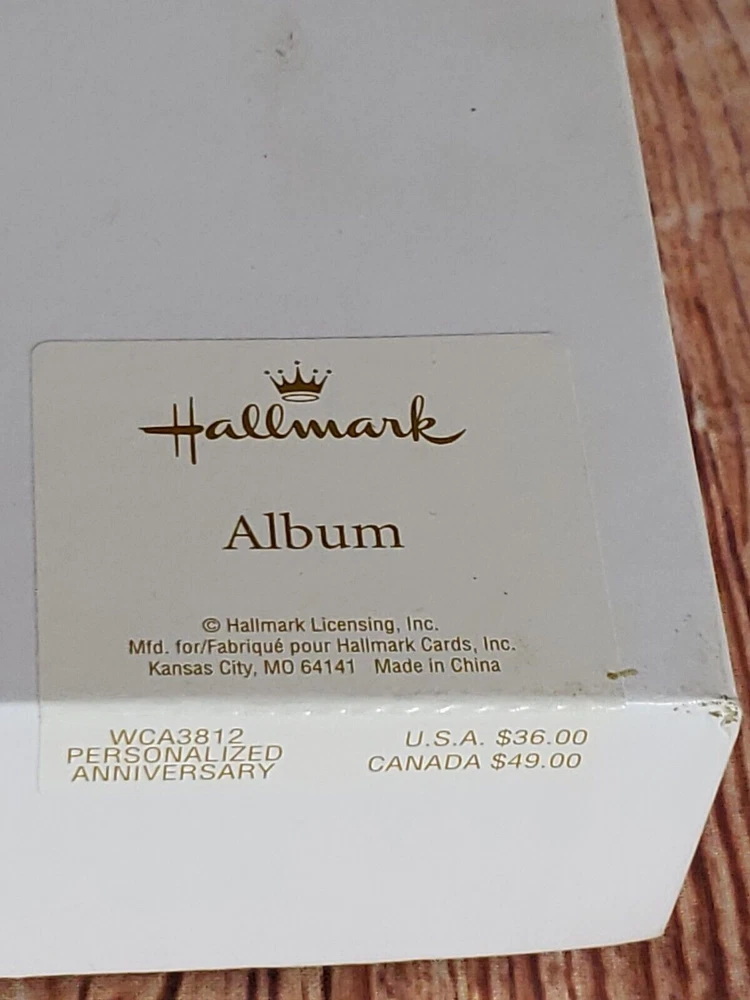 Hallmark
Album
© Hallmark Licensing, Inc.
Mfd. for/Fabriqué pour Hallmark Cards, Inc.
Kansas City, MO 64141 Made in China
WCA3812
PERSONALIZED
ANNIVERSARY
U.S.A. $36.00
CANADA $49.00